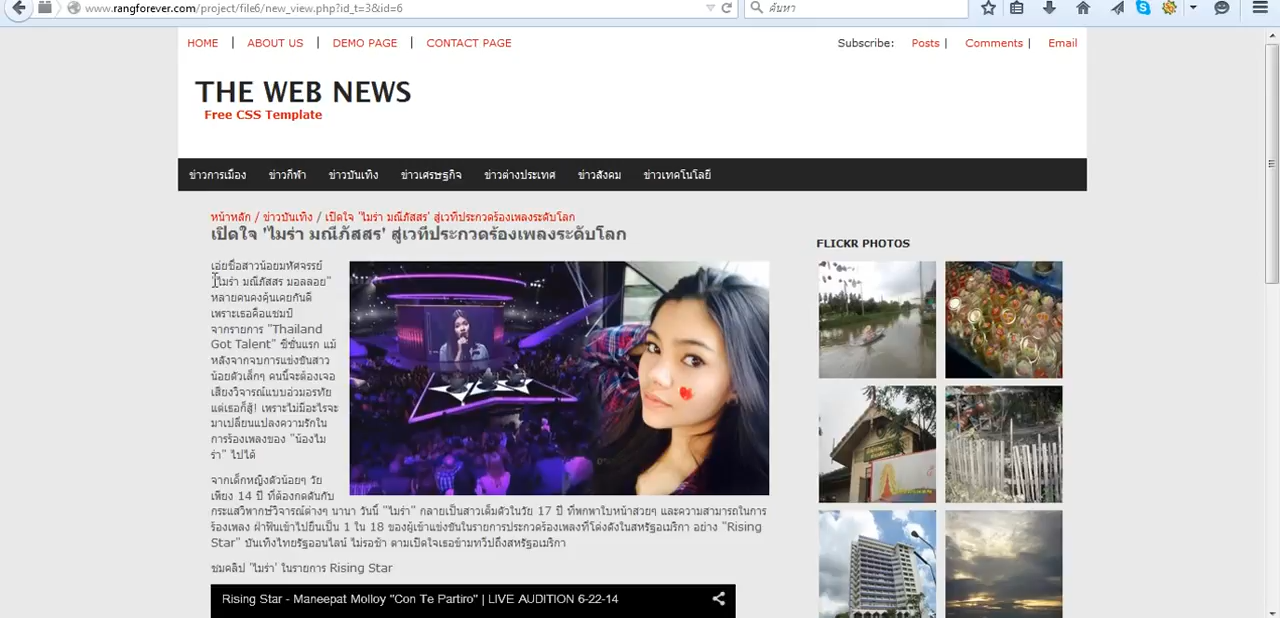 www.rangforever.com/project/file6/new_view.php?id_t=3&id=6
ค้นหา
HOME | ABOUT US | DEMO PAGE | CONTACT PAGE
Subscribe: Posts | Comments | Email
THE WEB NEWS
Free CSS Template
ข่าวการเมือง ข่าวกีฬา ข่าวบันเทิง ข่าวเศรษฐกิจ ข่าวต่างประเทศ ข่าวสังคม ข่าวเทคโนโลยี
หน้าหลัก / ข่าวบันเทิง / เปิดใจ 'ไมร่า มณีภัสสร' สู่เวทีประกวดร้องเพลงระดับโลก
เปิดใจ 'ไมร่า มณีภัสสร' สู่เวทีประกวดร้องเพลงระดับโลก
เอ่ยชื่อสาวน้อยมหัศจรรย์
"ไมร่า มณีภัสสร มอลลอย"
หลายคนคงคุ้นเคยกันดี
เพราะเธอคือแชมป์
จากรายการ "Thailand
Got Talent" ซีซั่นแรก แม้
หลังจากจบการแข่งขันสาว
น้อยตัวเล็กๆ คนนี้จะต้องเจอ
เสียงวิจารณ์แบบอ่วมอรทัย
แต่เธอก็สู้! เพราะไม่มีอะไรจะ
มาเปลี่ยนแปลงความรักใน
การร้องเพลงของ "น้องไม
ร่า" ไปได้
จากเด็กหญิงตัวน้อยๆ วัย
เพียง 14 ปี ที่ต้องกดดันกับ
กระแสวิพากษ์วิจารณ์ต่างๆ นานา วันนี้ "ไมร่า" กลายเป็นสาวเต็มตัวในวัย 17 ปี ที่พกพาใบหน้าสวยๆ และความสามารถในการ
ร้องเพลง ฝ่าฟันเข้าไปยืนเป็น 1 ใน 18 ของผู้เข้าแข่งขันในรายการประกวดร้องเพลงที่โด่งดังในสหรัฐอเมริกา อย่าง "Rising
Star" บันเทิงไทยรัฐออนไลน์ ไม่รอช้า ตามเปิดใจเธอข้ามทวีปถึงสหรัฐอเมริกา
ชมคลิป 'ไมร่า' ในรายการ Rising Star
Rising Star - Maneepat Molloy "Con Te Partiro" | LIVE AUDITION 6-22-14
FLICKR PHOTOS